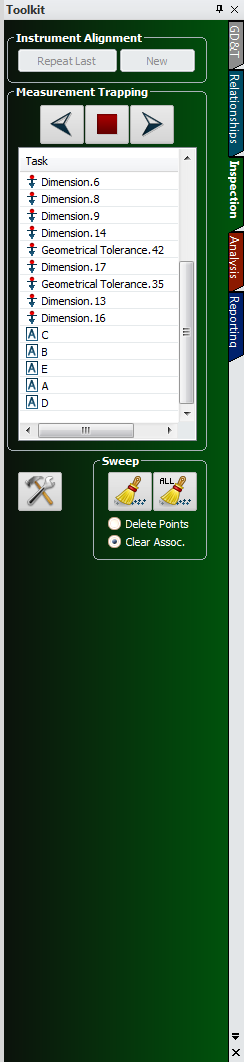 Toolkit
Instrument Alignment
Repeat Last
New
Measurement Trapping
Task
Dimension.6
Dimension.8
Dimension.9
Dimension.14
Geometrical Tolerance.42
Dimension.17
Geometrical Tolerance.35
Dimension.13
Dimension.16
A C
A B
A E
A A
A D
Sweep
ALL
Delete Points
Clear Assoc.
GD&T
Relationships
Inspection
Analysis
Reporting